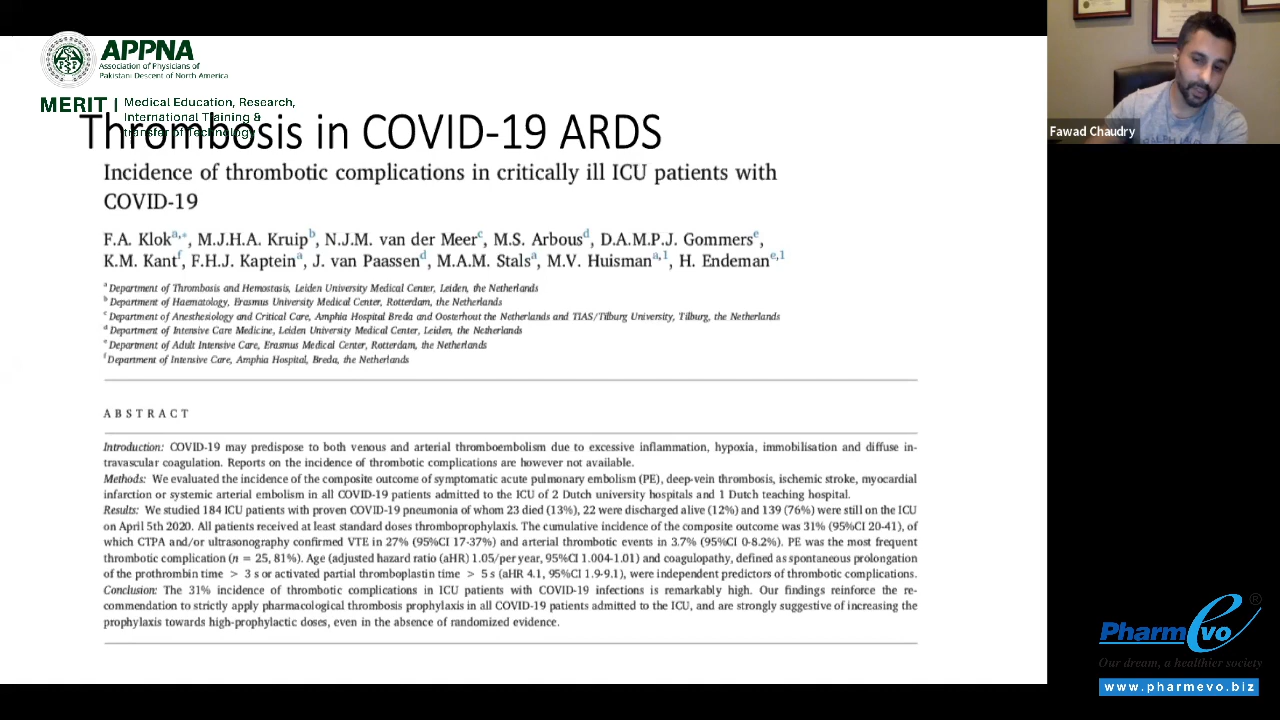 APPNA
Association of Physicians of
Pakistani Descent of North America
MERIT | Medical Education, Research,
International Training &
transfer of Technology
Thrombosis in COVID-19 ARDS
Incidence of thrombotic complications in critically ill ICU patients with
COVID-19
F.A. Klok a,*, M.J.H.A. Kruip b, N.J.M. van der Meer c, M.S. Arbous d, D.A.M.P.J. Gommers e,
K.M. Kant f, F.H.J. Kaptein a, J. van Paassen d, M.A.M. Stals a, M.V. Huisman a,1, H. Endeman e,1
a Department of Thrombosis and Hemostasis, Leiden University Medical Center, Leiden, the Netherlands
b Department of Haematology, Erasmus University Medical Center, Rotterdam, the Netherlands
c Department of Anesthesiology and Critical Care, Amphia Hospital Breda and Oosterhout the Netherlands and TIAS/Tilburg University, Tilburg, the Netherlands
d Department of Intensive Care Medicine, Leiden University Medical Center, Leiden, the Netherlands
e Department of Adult Intensive Care, Erasmus Medical Center, Rotterdam, the Netherlands
f Department of Intensive Care, Amphia Hospital, Breda, the Netherlands
ABSTRACT
Introduction: COVID-19 may predispose to both venous and arterial thromboembolism due to excessive inflammation, hypoxia, immobilisation and diffuse in-
travascular coagulation. Reports on the incidence of thrombotic complications are however not available.
Methods: We evaluated the incidence of the composite outcome of symptomatic acute pulmonary embolism (PE), deep-vein thrombosis, ischemic stroke, myocardial
infarction or systemic arterial embolism in all COVID-19 patients admitted to the ICU of 2 Dutch university hospitals and 1 Dutch teaching hospital.
Results: We studied 184 ICU patients with proven COVID-19 pneumonia of whom 23 died (13%), 22 were discharged alive (12%) and 139 (76%) were still on the ICU
on April 5th 2020. All patients received at least standard doses thromboprophylaxis. The cumulative incidence of the composite outcome was 31% (95%CI 20-41), of
which CTPA and/or ultrasonography confirmed VTE in 27% (95%CI 17-37%) and arterial thrombotic events in 3.7% (95%CI 0-8.2%). PE was the most frequent
thrombotic complication (n = 25, 81%). Age (adjusted hazard ratio (aHR) 1.05/per year, 95%CI 1.004-1.01) and coagulopathy, defined as spontaneous prolongation
of the prothrombin time > 3 s or activated partial thromboplastin time > 5 s (aHR 4.1, 95%CI 1.9-9.1), were independent predictors of thrombotic complications.
Conclusion: The 31% incidence of thrombotic complications in ICU patients with COVID-19 infections is remarkably high. Our findings reinforce the re-
commendation to strictly apply pharmacological thrombosis prophylaxis in all COVID-19 patients admitted to the ICU, and are strongly suggestive of increasing the
prophylaxis towards high-prophylactic doses, even in the absence of randomized evidence.
Fawad Chaudry
PharmEvo ®
Our dream, a healthier society
www.pharmevo.biz